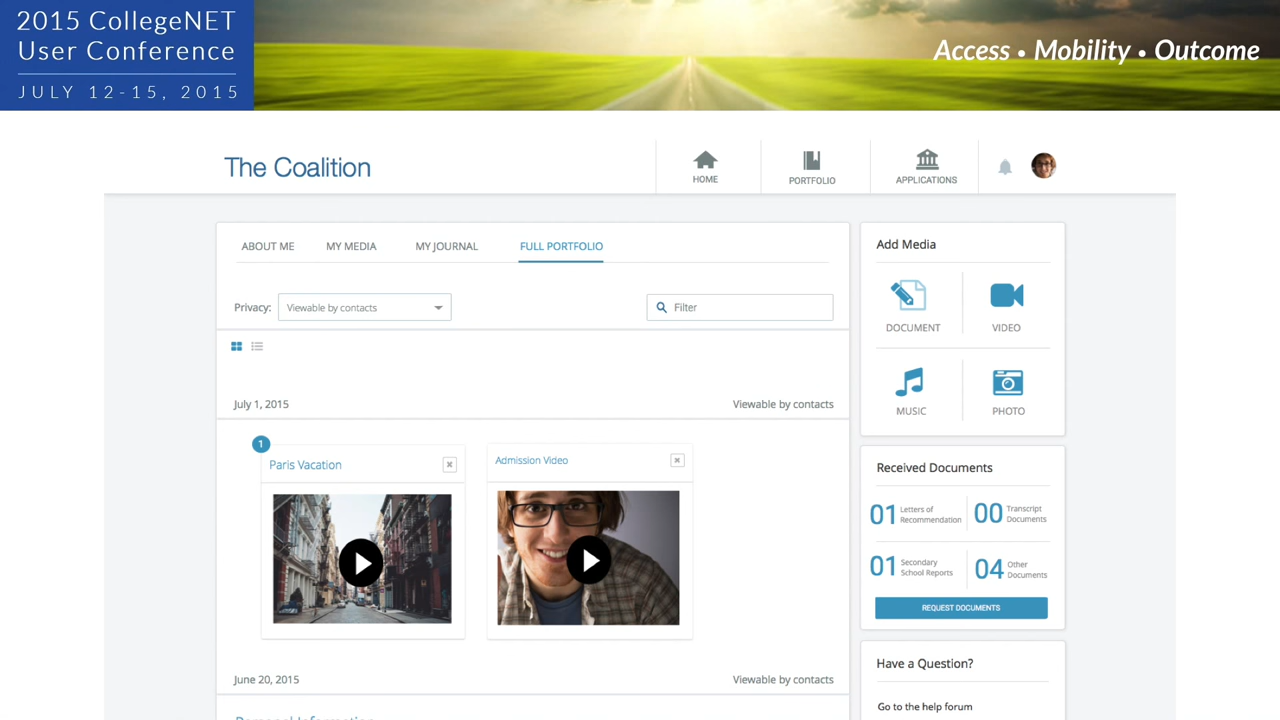 2015 CollegeNET
User Conference
JULY 12-15, 2015
Access • Mobility • Outcome
The Coalition
HOME
PORTFOLIO
APPLICATIONS
ABOUT ME
MY MEDIA
MY JOURNAL
FULL PORTFOLIO
Privacy:
Viewable by contacts
Filter
July 1, 2015
Viewable by contacts
1
Paris Vacation
Admission Video
June 20, 2015
Viewable by contacts
Personal Information
Add Media
DOCUMENT
VIDEO
MUSIC
PHOTO
Received Documents
01
Letters of
Recommendation
00
Transcript
Documents
01
Secondary
School Reports
04
Other
Documents
REQUEST DOCUMENTS
Have a Question?
Go to the help forum